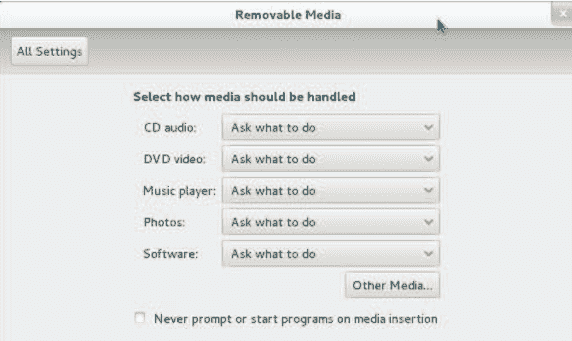 Removable Media
All Settings
Select how media should be handled
CD audio: Ask what to do
DVD video: Ask what to do
Music player: Ask what to do
Photos: Ask what to do
Software: Ask what to do
Other Media...
Never prompt or start programs on media insertion